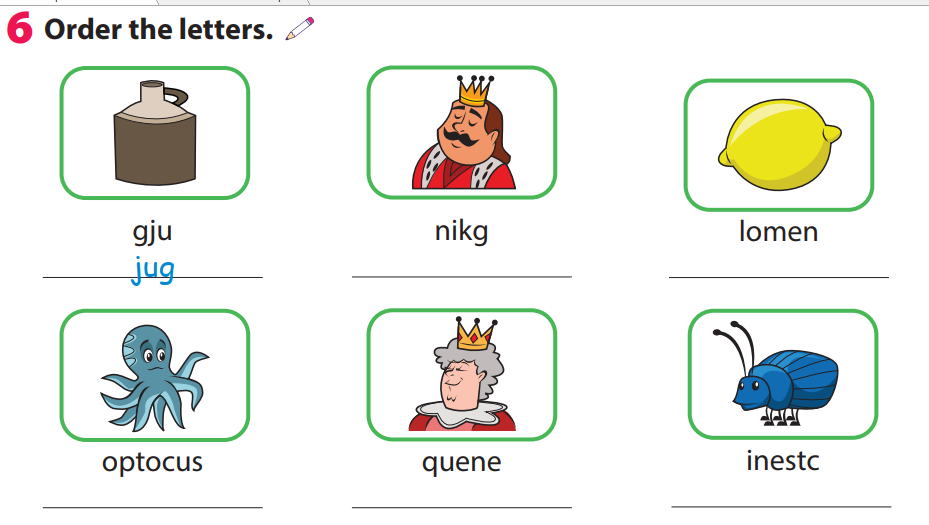 6 Order the letters.
gju
nikg
lomen
jug
optocus
quene
inestc